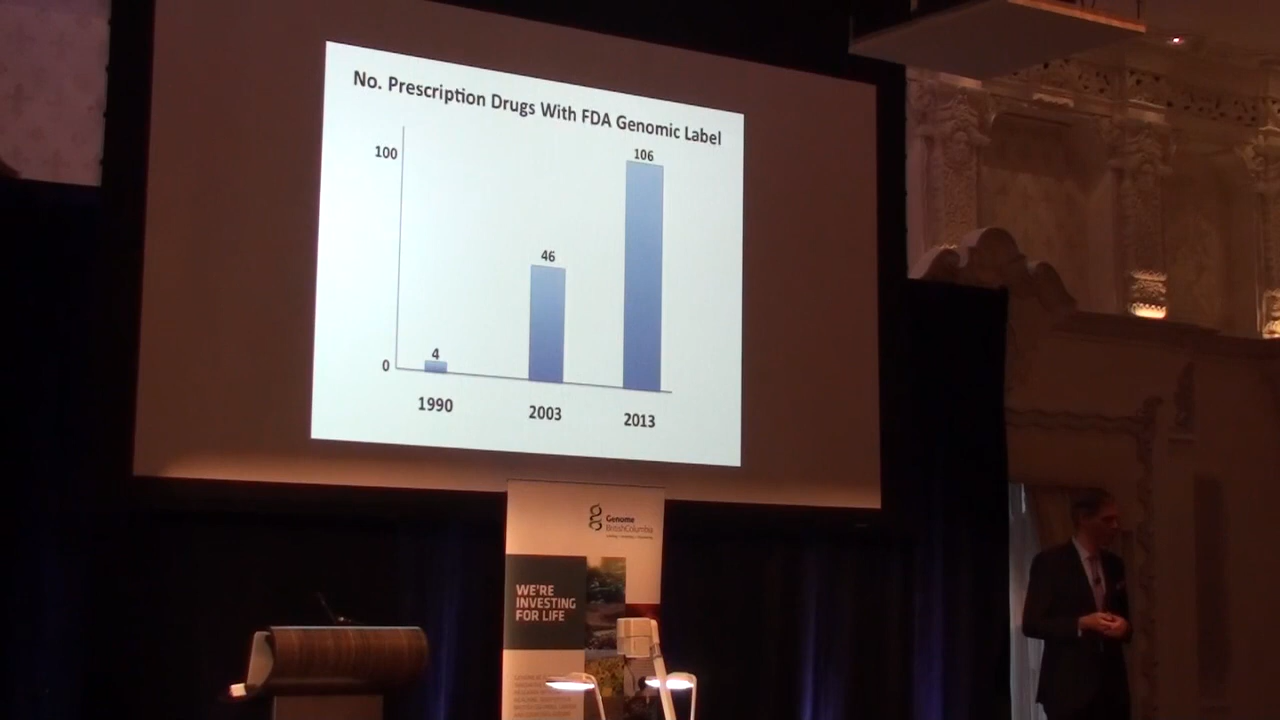 No. Prescription Drugs With FDA Genomic Label
100
106
46
4
0
1990
2003
2013
Genome
BritishColumbia
WE'RE
INVESTING
FOR LIFE